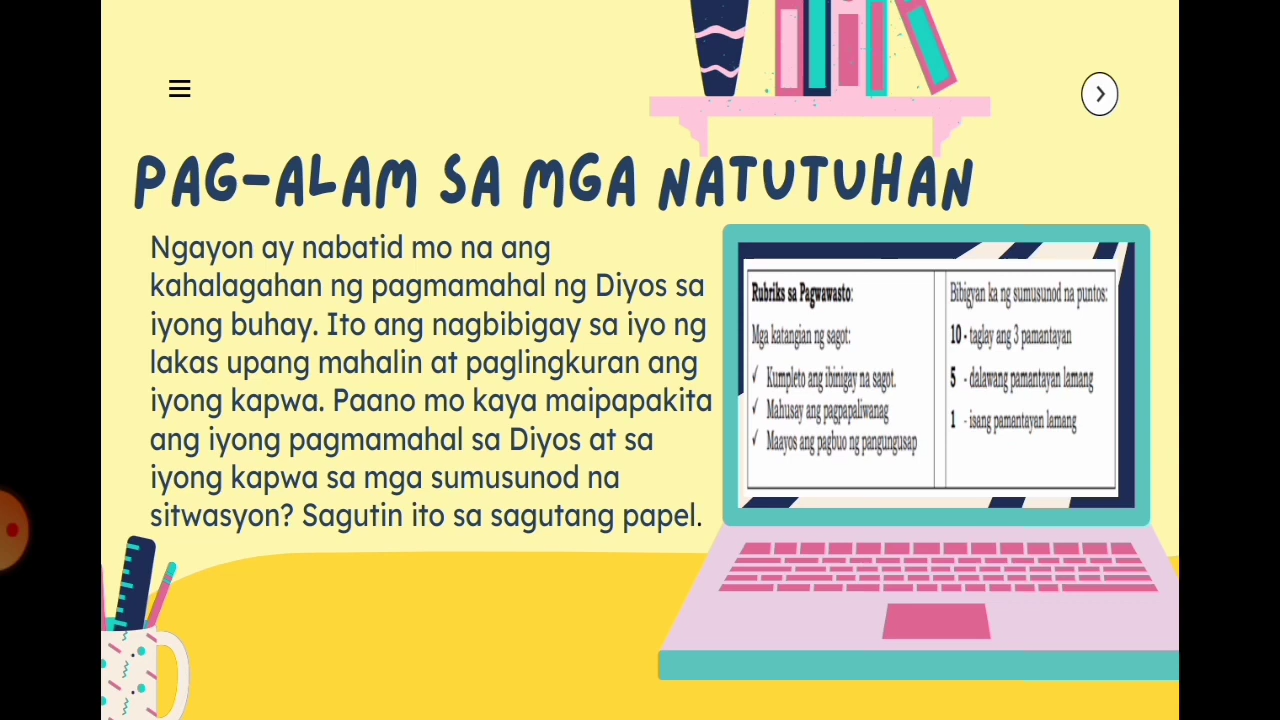 PAG-ALAM SA MGA NATUTUHAN
Ngayon ay nabatid mo na ang
kahalagahan ng pagmamahal ng Diyos sa
iyong buhay. Ito ang nagbibigay sa iyo ng
lakas upang mahalin at paglingkuran ang
iyong kapwa. Paano mo kaya maipapakita
ang iyong pagmamahal sa Diyos at sa
iyong kapwa sa mga sumusunod na
sitwasyon? Sagutin ito sa sagutang papel.
Rubriks sa Pagwawasto:
Mga katangian ng sagot:
✓ Kumpleto ang ibinigay na sagot.
✓ Mahusay ang pagpapaliwanag
✓ Maayos ang pagbuo ng pangungusap
Bibigyan ka ng sumusunod na puntos:
10 - taglay ang 3 pamantayan
5 - dalawang pamantayan lamang
1 - isang pamantayan lamang